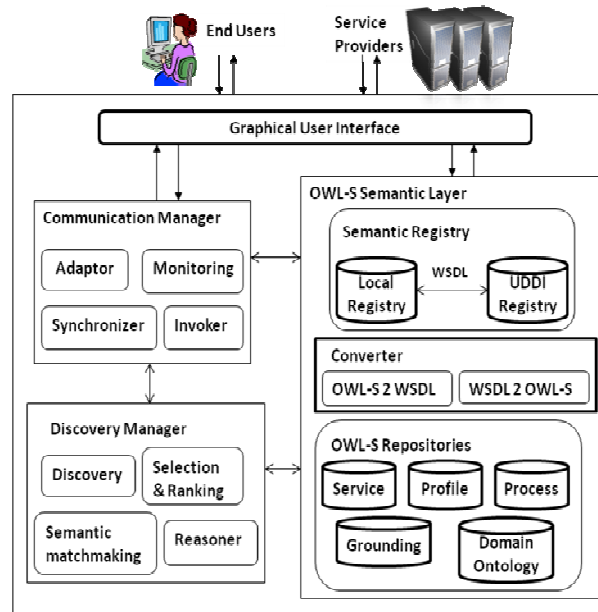 End Users
Service
Providers
Graphical User Interface
Communication Manager
Adaptor
Monitoring
Synchronizer
Invoker
OWL-S Semantic Layer
Semantic Registry
Local
Registry
WSDL
UDDI
Registry
Converter
OWL-S 2 WSDL
WSDL 2 OWL-S
Discovery Manager
Discovery
Selection
& Ranking
Semantic
matchmaking
Reasoner
OWL-S Repositories
Service
Profile
Process
Grounding
Domain
Ontology